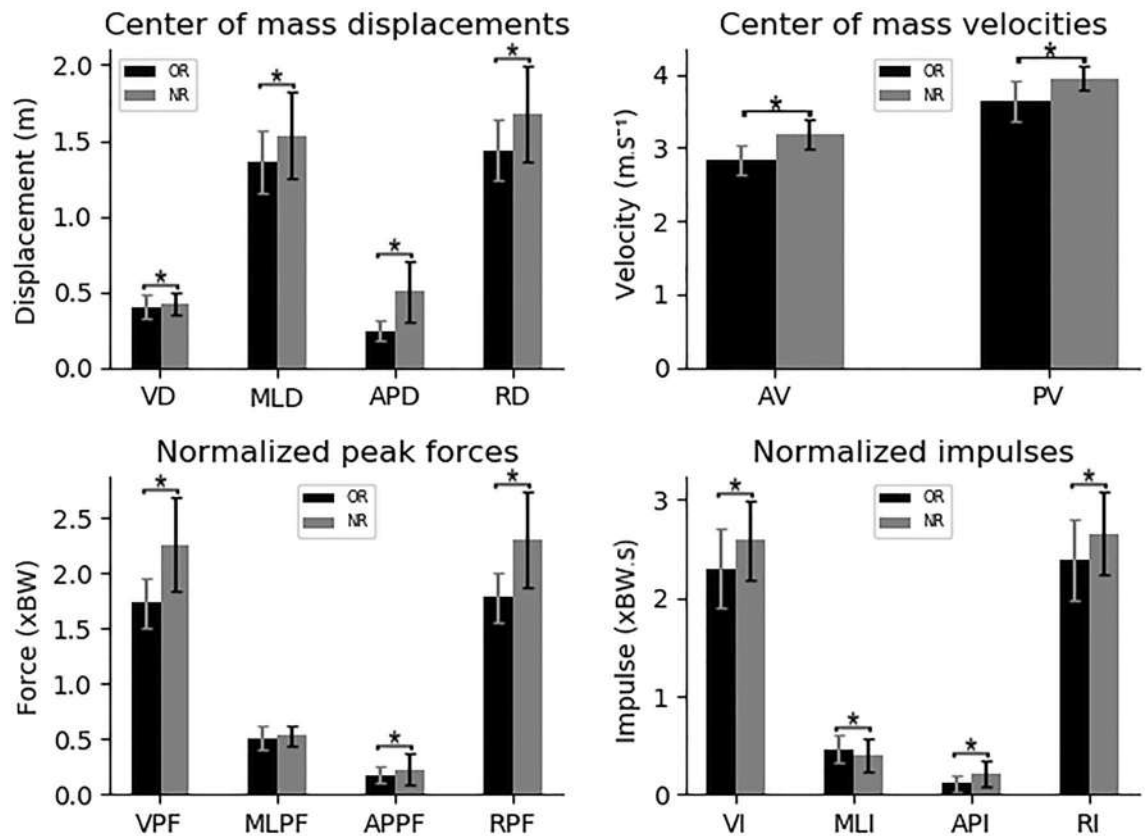 Center of mass displacements
Displacement (m)
2.0
1.5
1.0
0.5
0.0
OR
NR
*
*
*
*
VD MLD APD RD
Center of mass velocities
Velocity (m.s⁻¹)
4
3
2
1
0
OR
NR
*
*
AV PV
Normalized peak forces
Force (xBW)
2.5
2.0
1.5
1.0
0.5
0.0
OR
NR
*
*
*
VPF MLPF APPF RPF
Normalized impulses
Impulse (xBW.s)
3
2
1
0
OR
NR
*
*
*
*
VI MLI API RI